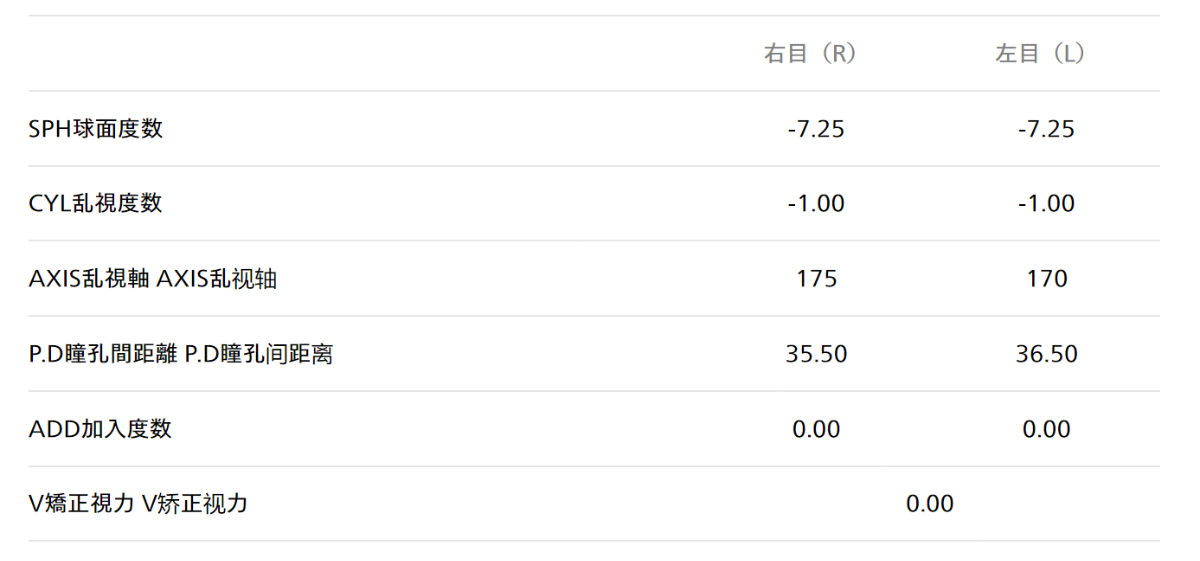 右目（R） 左目（L）
SPH球面度数 -7.25 -7.25
CYL乱視度数 -1.00 -1.00
AXIS乱視軸 AXIS乱视轴 175 170
P.D瞳孔間距離 P.D瞳孔间距离 35.50 36.50
ADD加入度数 0.00 0.00
V矯正視力 V矫正视力 0.00